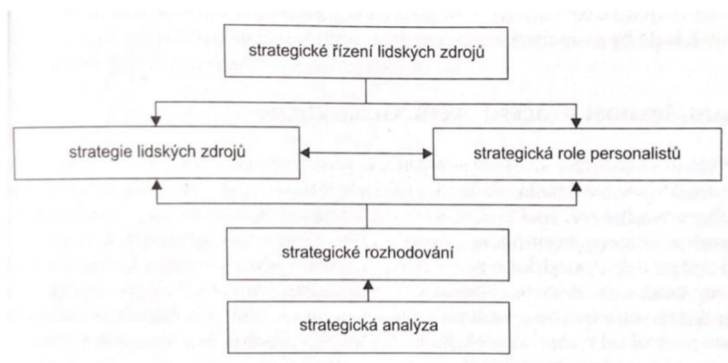 strategické řízení lidských zdrojů
strategie lidských zdrojů
strategická role personalistů
strategické rozhodování
strategická analýza